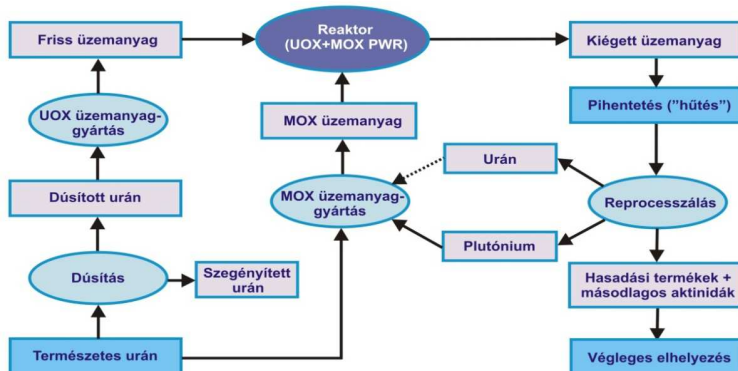 Friss üzemanyag
Reaktor
(UOX+MOX PWR)
Kiégett üzemanyag
UOX üzemanyag-
gyártás
MOX üzemanyag
Pihentetés ("hűtés")
Dúsított urán
MOX üzemanyag-
gyártás
Urán
Reprocesszálás
Plutónium
Dúsítás
Szegényített
urán
Hasadási termékek +
másodlagos aktinidák
Természetes urán
Végleges elhelyezés